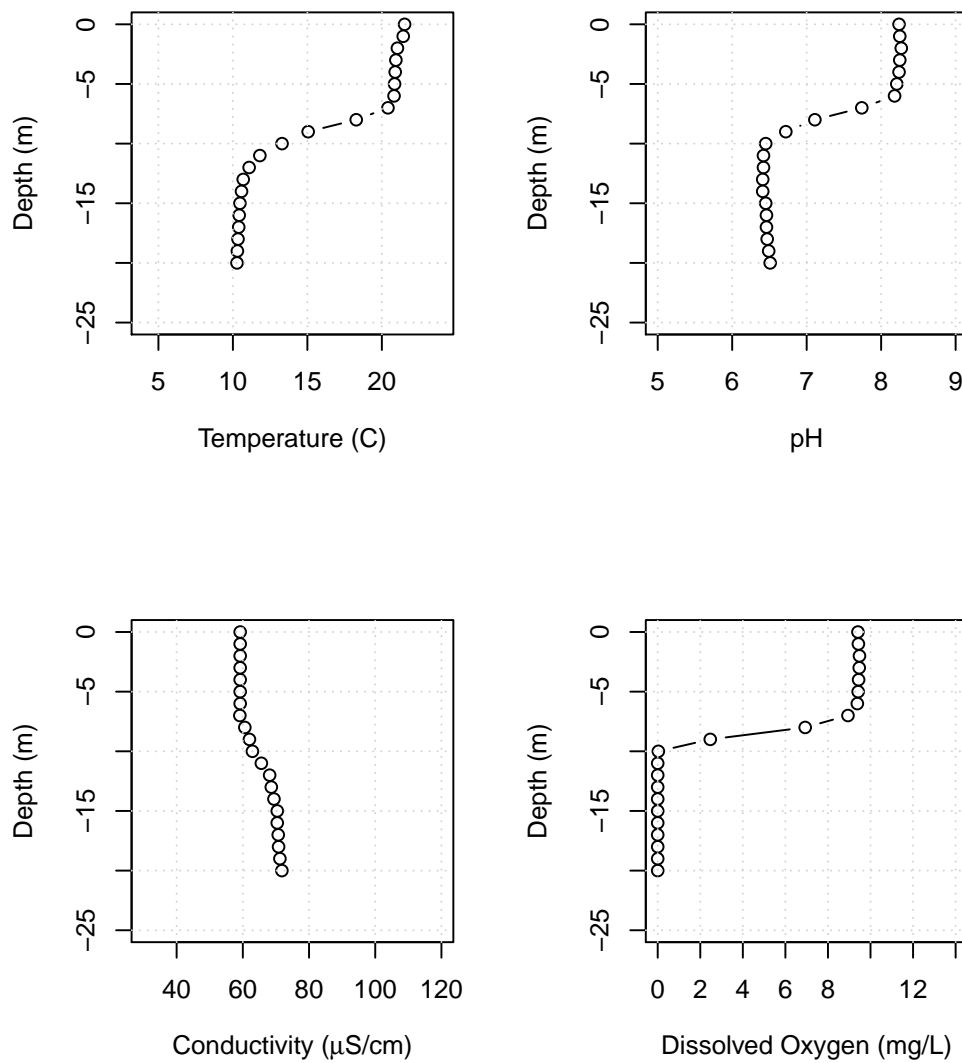 0
−5
−15
−25
Depth (m)
5 10 15 20
Temperature (C)
0
−5
−15
−25
Depth (m)
5 6 7 8 9
pH
0
−5
−15
−25
Depth (m)
40 60 80 100 120
Conductivity (μS/cm)
0
−5
−15
−25
Depth (m)
0 2 4 6 8 12
Dissolved Oxygen (mg/L)